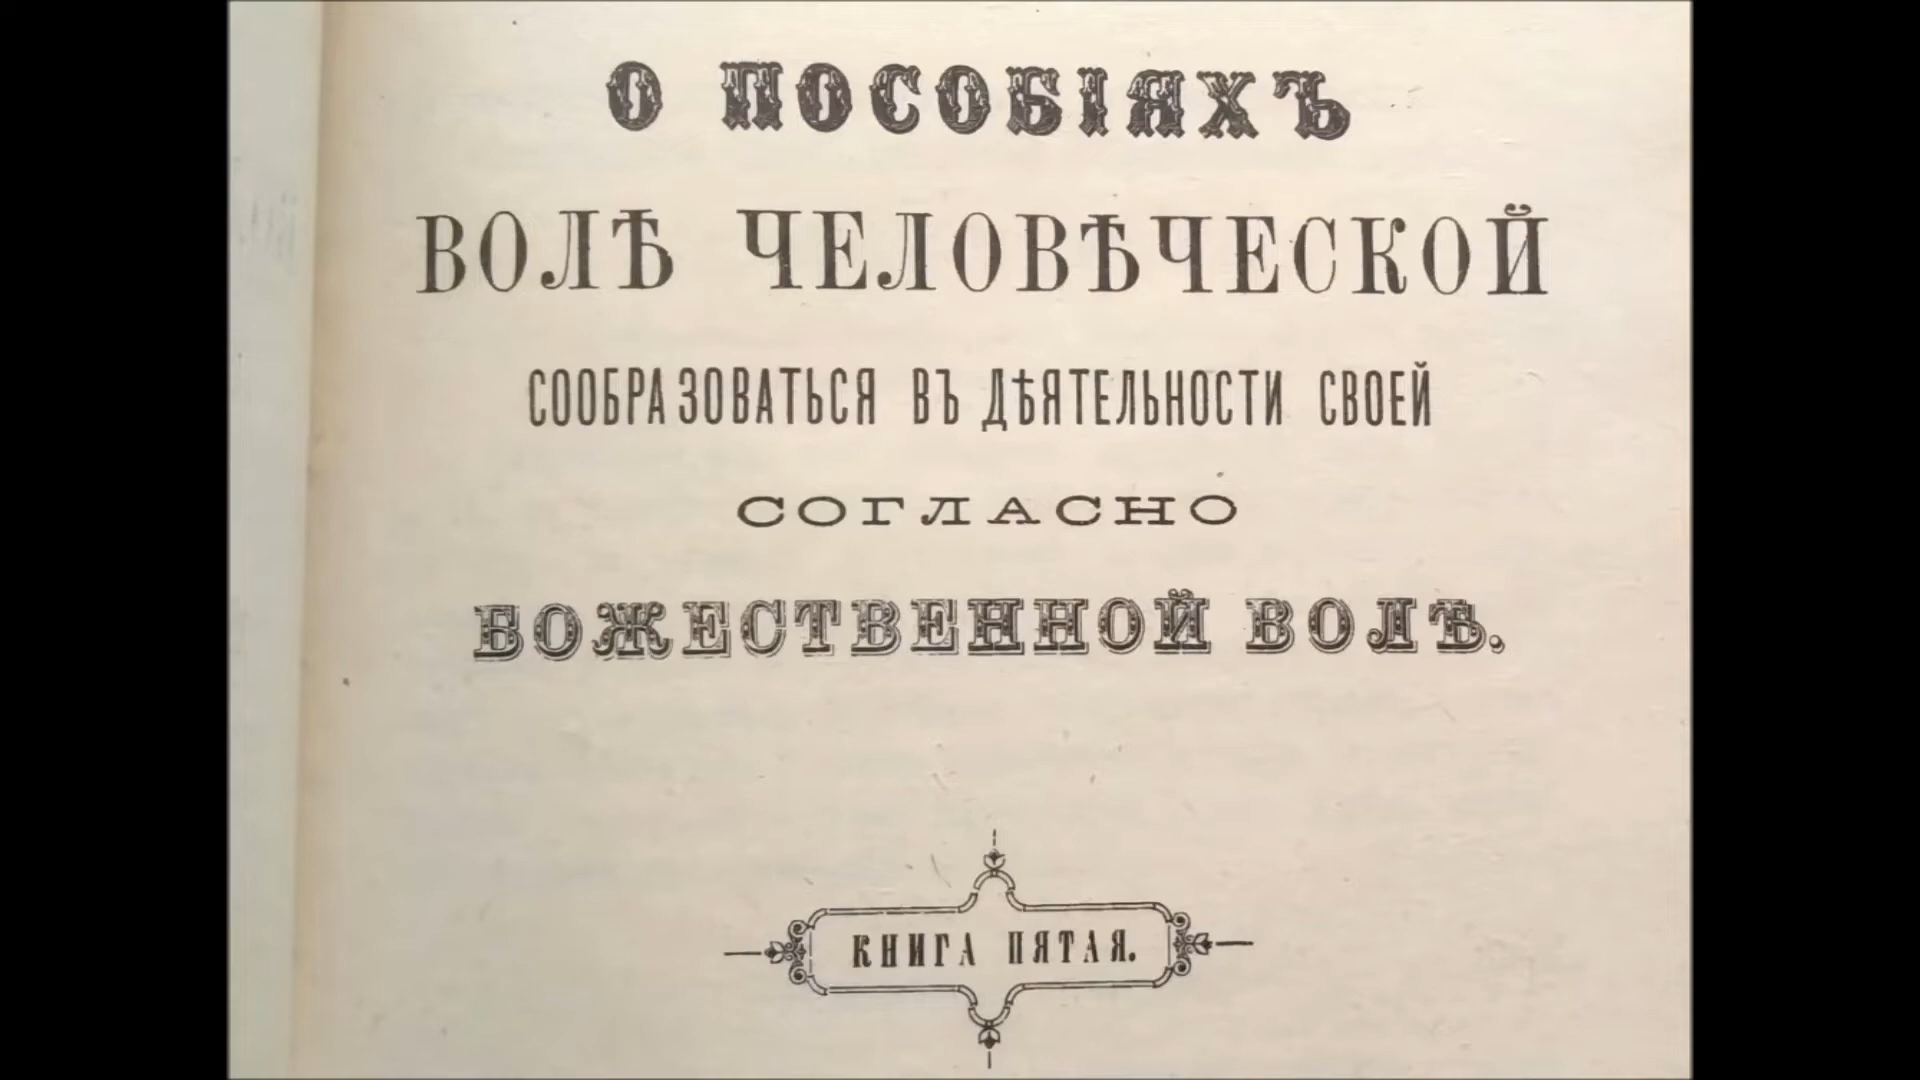 О ПОСОБІЯХЪ
ВОЛѢ ЧЕЛОВѢЧЕСКОЙ
СООБРАЗОВАТЬСЯ ВЪ ДѢЯТЕЛЬНОСТИ СВОЕЙ
СОГЛАСНО
БОЖЕСТВЕННОЙ ВОЛѢ.
КНИГА ПЯТАЯ.